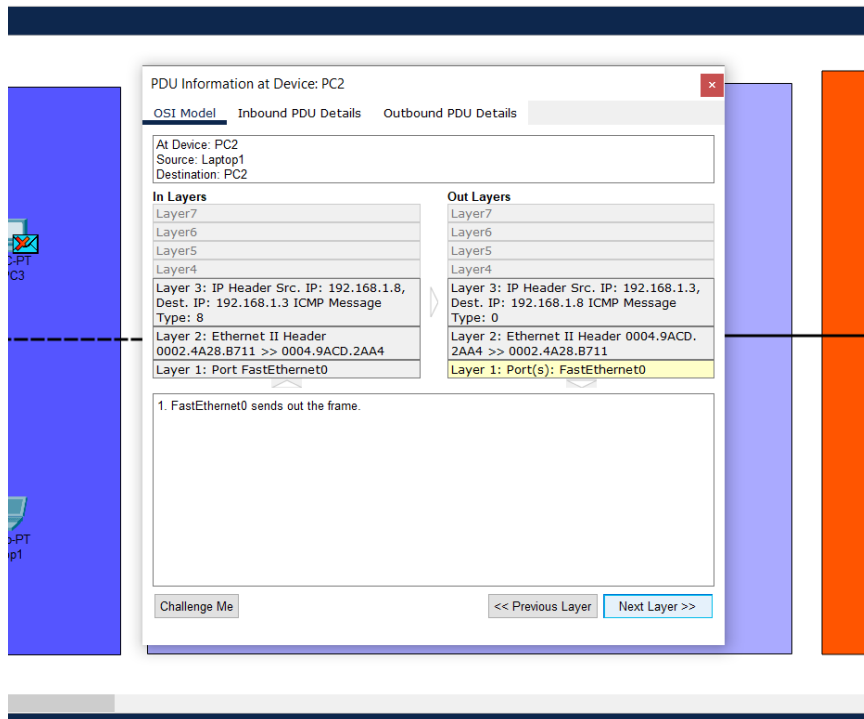 PDU Information at Device: PC2
×
OSI Model Inbound PDU Details Outbound PDU Details
At Device: PC2
Source: Laptop1
Destination: PC2
In Layers
Layer7
Layer6
Layer5
Layer4
Layer 3: IP Header Src. IP: 192.168.1.8,
Dest. IP: 192.168.1.3 ICMP Message
Type: 8
Layer 2: Ethernet II Header
0002.4A28.B711 >> 0004.9ACD.2AA4
Layer 1: Port FastEthernet0
Out Layers
Layer7
Layer6
Layer5
Layer4
Layer 3: IP Header Src. IP: 192.168.1.3,
Dest. IP: 192.168.1.8 ICMP Message
Type: 0
Layer 2: Ethernet II Header 0004.9ACD.
2AA4 >> 0002.4A28.B711
Layer 1: Port(s): FastEthernet0
1. FastEthernet0 sends out the frame.
Challenge Me
<< Previous Layer
Next Layer >>
C-PT
C3
PT
p1